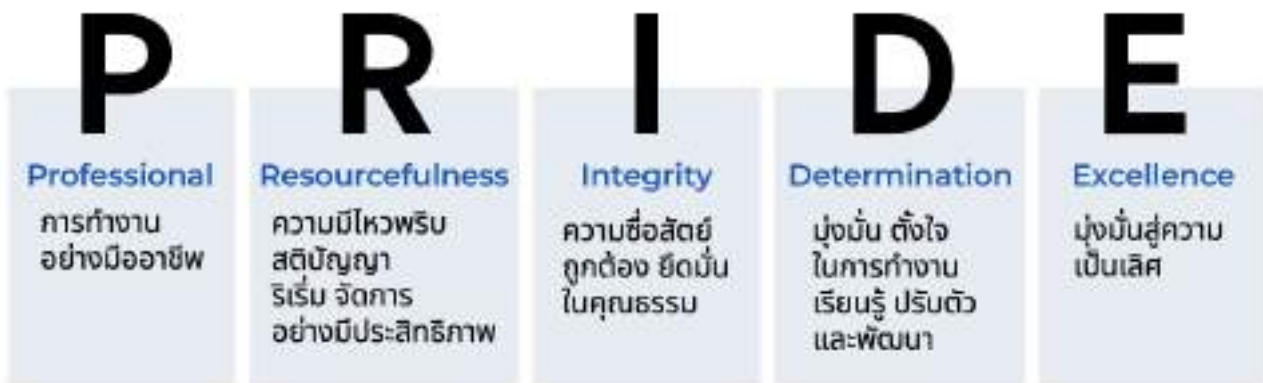 P
Professional
การทำงาน
อย่างมืออาชีพ
R
Resourcefulness
ความมีไหวพริบ
สติปัญญา
ริเริ่ม จัดการ
อย่างมีประสิทธิภาพ
I
Integrity
ความซื่อสัตย์
ถูกต้อง ยึดมั่น
ในคุณธรรม
D
Determination
มุ่งมั่น ตั้งใจ
ในการทำงาน
เรียนรู้ ปรับตัว
และพัฒนา
E
Excellence
มุ่งมั่นสู่ความ
เป็นเลิศ